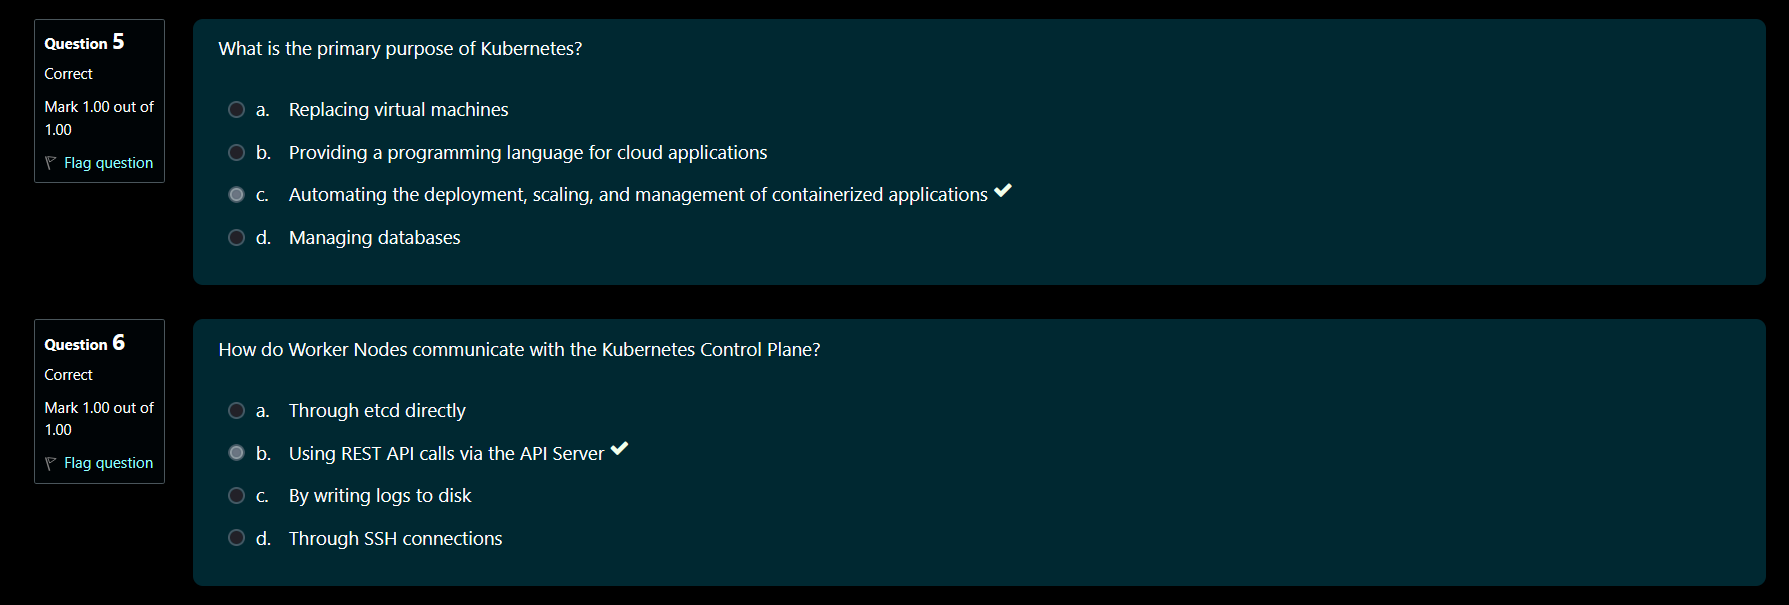 Question 5
Correct
Mark 1.00 out of
1.00
Flag question
What is the primary purpose of Kubernetes?
a. Replacing virtual machines
b. Providing a programming language for cloud applications
c. Automating the deployment, scaling, and management of containerized applications
d. Managing databases
Question 6
Correct
Mark 1.00 out of
1.00
Flag question
How do Worker Nodes communicate with the Kubernetes Control Plane?
a. Through etcd directly
b. Using REST API calls via the API Server
c. By writing logs to disk
d. Through SSH connections